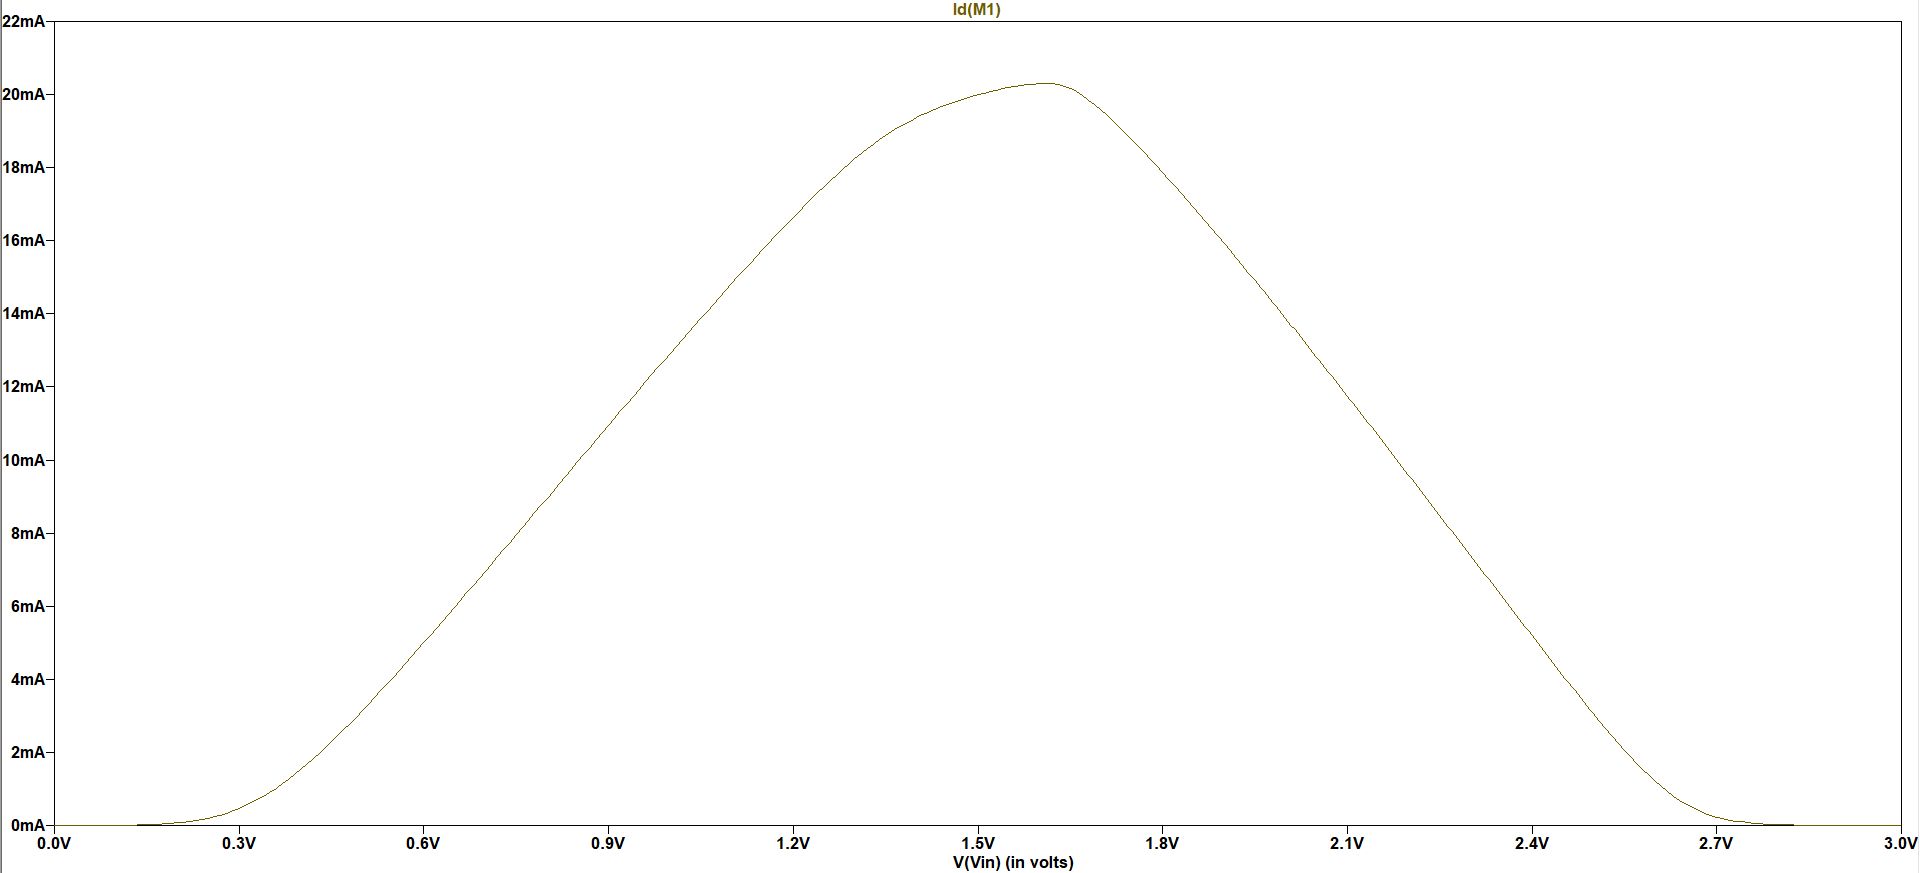 Id(M1)
22mA
20mA
18mA
16mA
14mA
12mA
10mA
8mA
6mA
4mA
2mA
0mA
0.0V 0.3V 0.6V 0.9V 1.2V 1.5V 1.8V 2.1V 2.4V 2.7V 3.0V
V(Vin) (in volts)